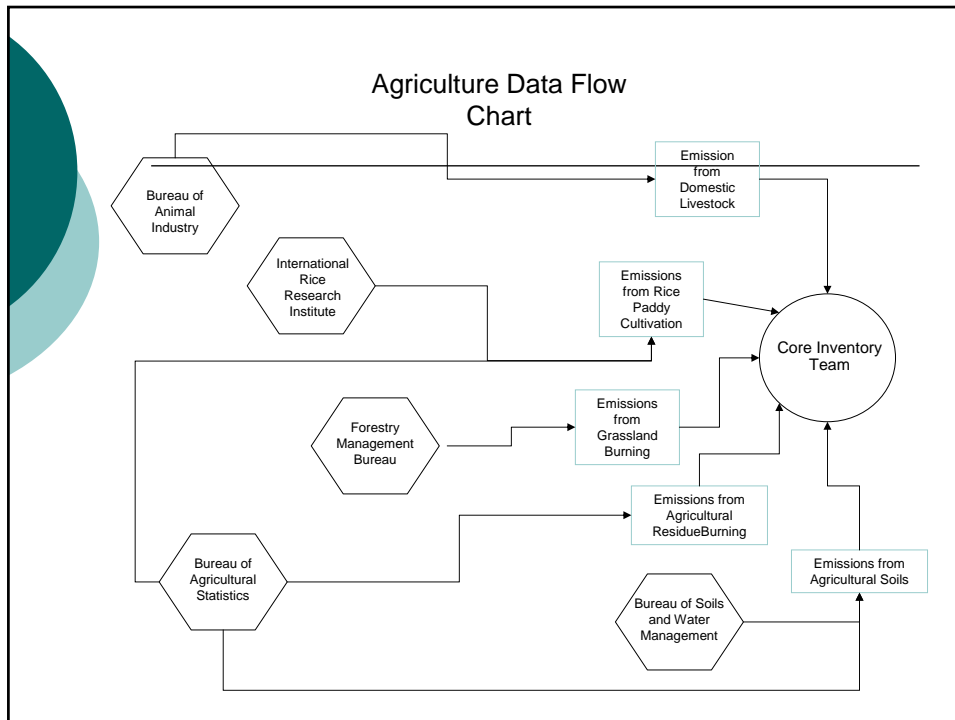 Agriculture Data Flow
Chart
Emission
from
Domestic
Livestock
Bureau of
Animal
Industry
International
Rice
Research
Institute
Emissions
from Rice
Paddy
Cultivation
Core Inventory
Team
Forestry
Management
Bureau
Emissions
from
Grassland
Burning
Emissions from
Agricultural
ResidueBurning
Bureau of
Agricultural
Statistics
Emissions from
Agricultural Soils
Bureau of Soils
and Water
Management